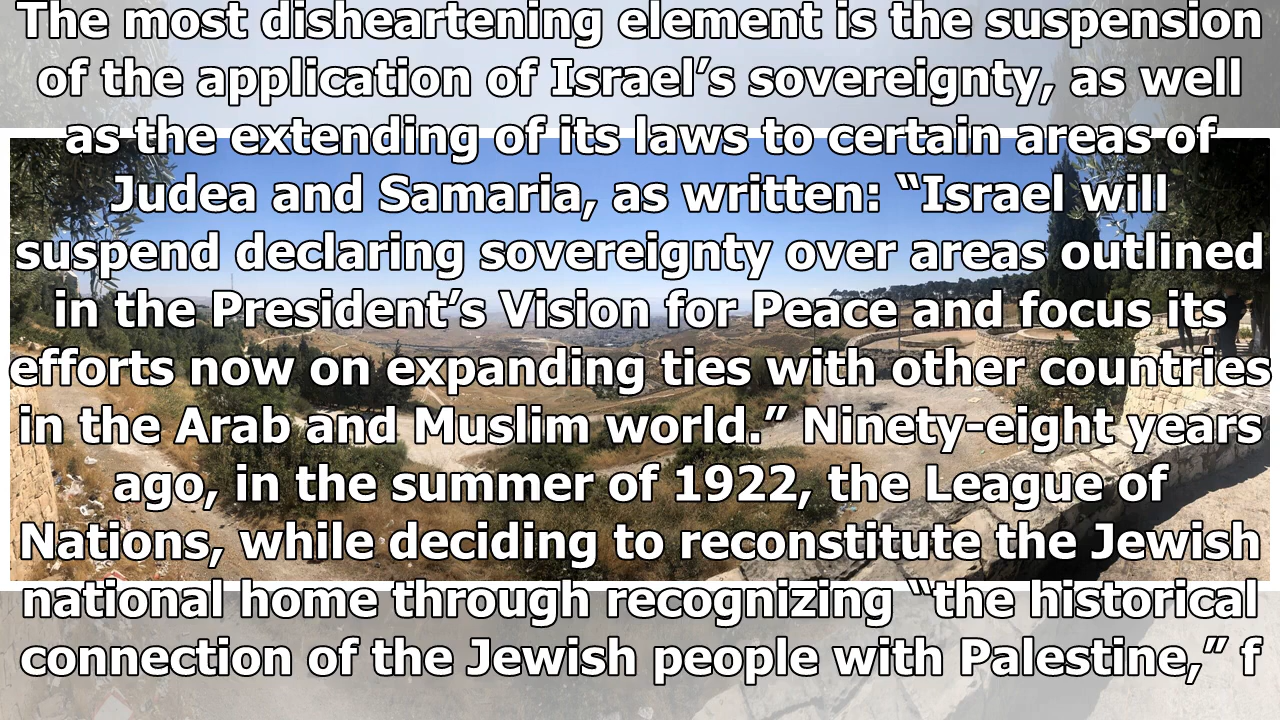 The most disheartening element is the suspension
of the application of Israel’s sovereignty, as well
as the extending of its laws to certain areas of
Judea and Samaria, as written: “Israel will
suspend declaring sovereignty over areas outlined
in the President’s Vision for Peace and focus its
efforts now on expanding ties with other countries
in the Arab and Muslim world.” Ninety-eight years
ago, in the summer of 1922, the League of
Nations, while deciding to reconstitute the Jewish
national home through recognizing “the historical
connection of the Jewish people with Palestine,” f